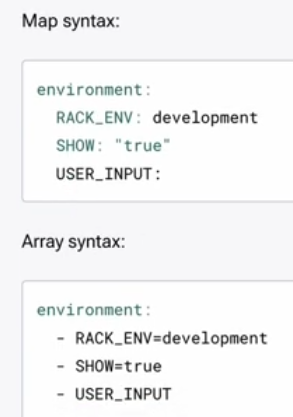 Map syntax:
environment:
  RACK_ENV: development
  SHOW: "true"
  USER_INPUT:
Array syntax:
environment:
  - RACK_ENV=development
  - SHOW=true
  - USER_INPUT